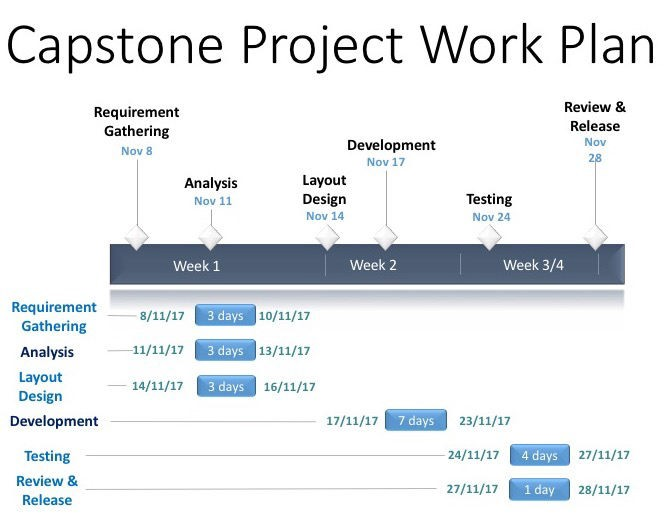 Capstone Project Work Plan
Requirement
Gathering
Nov 8
Analysis
Nov 11
Layout
Design
Nov 14
Development
Nov 17
Testing
Nov 24
Review &
Release
Nov
28
Week 1
Week 2
Week 3/4
Requirement
Gathering
8/11/17 3 days 10/11/17
Analysis 11/11/17 3 days 13/11/17
Layout
Design
14/11/17 3 days 16/11/17
Development 17/11/17 7 days 23/11/17
Testing 24/11/17 4 days 27/11/17
Review &
Release
27/11/17 1 day 28/11/17